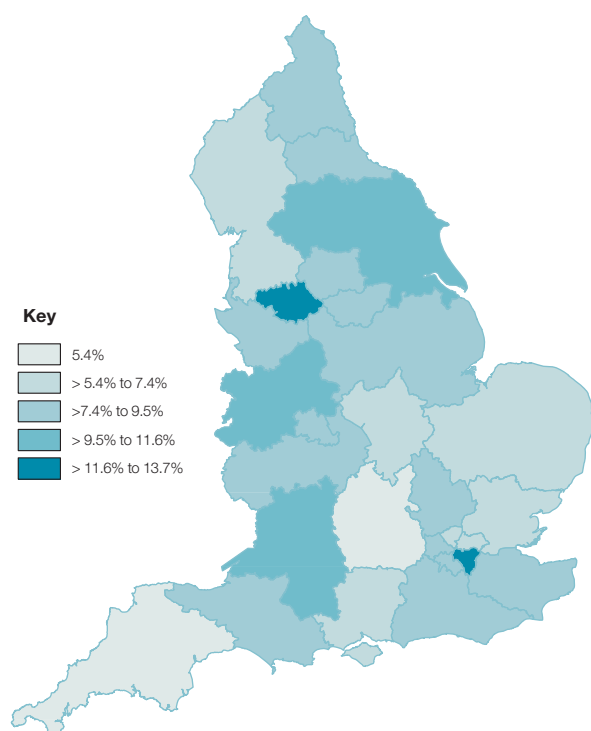 Key
5.4%
> 5.4% to 7.4%
>7.4% to 9.5%
> 9.5% to 11.6%
> 11.6% to 13.7%